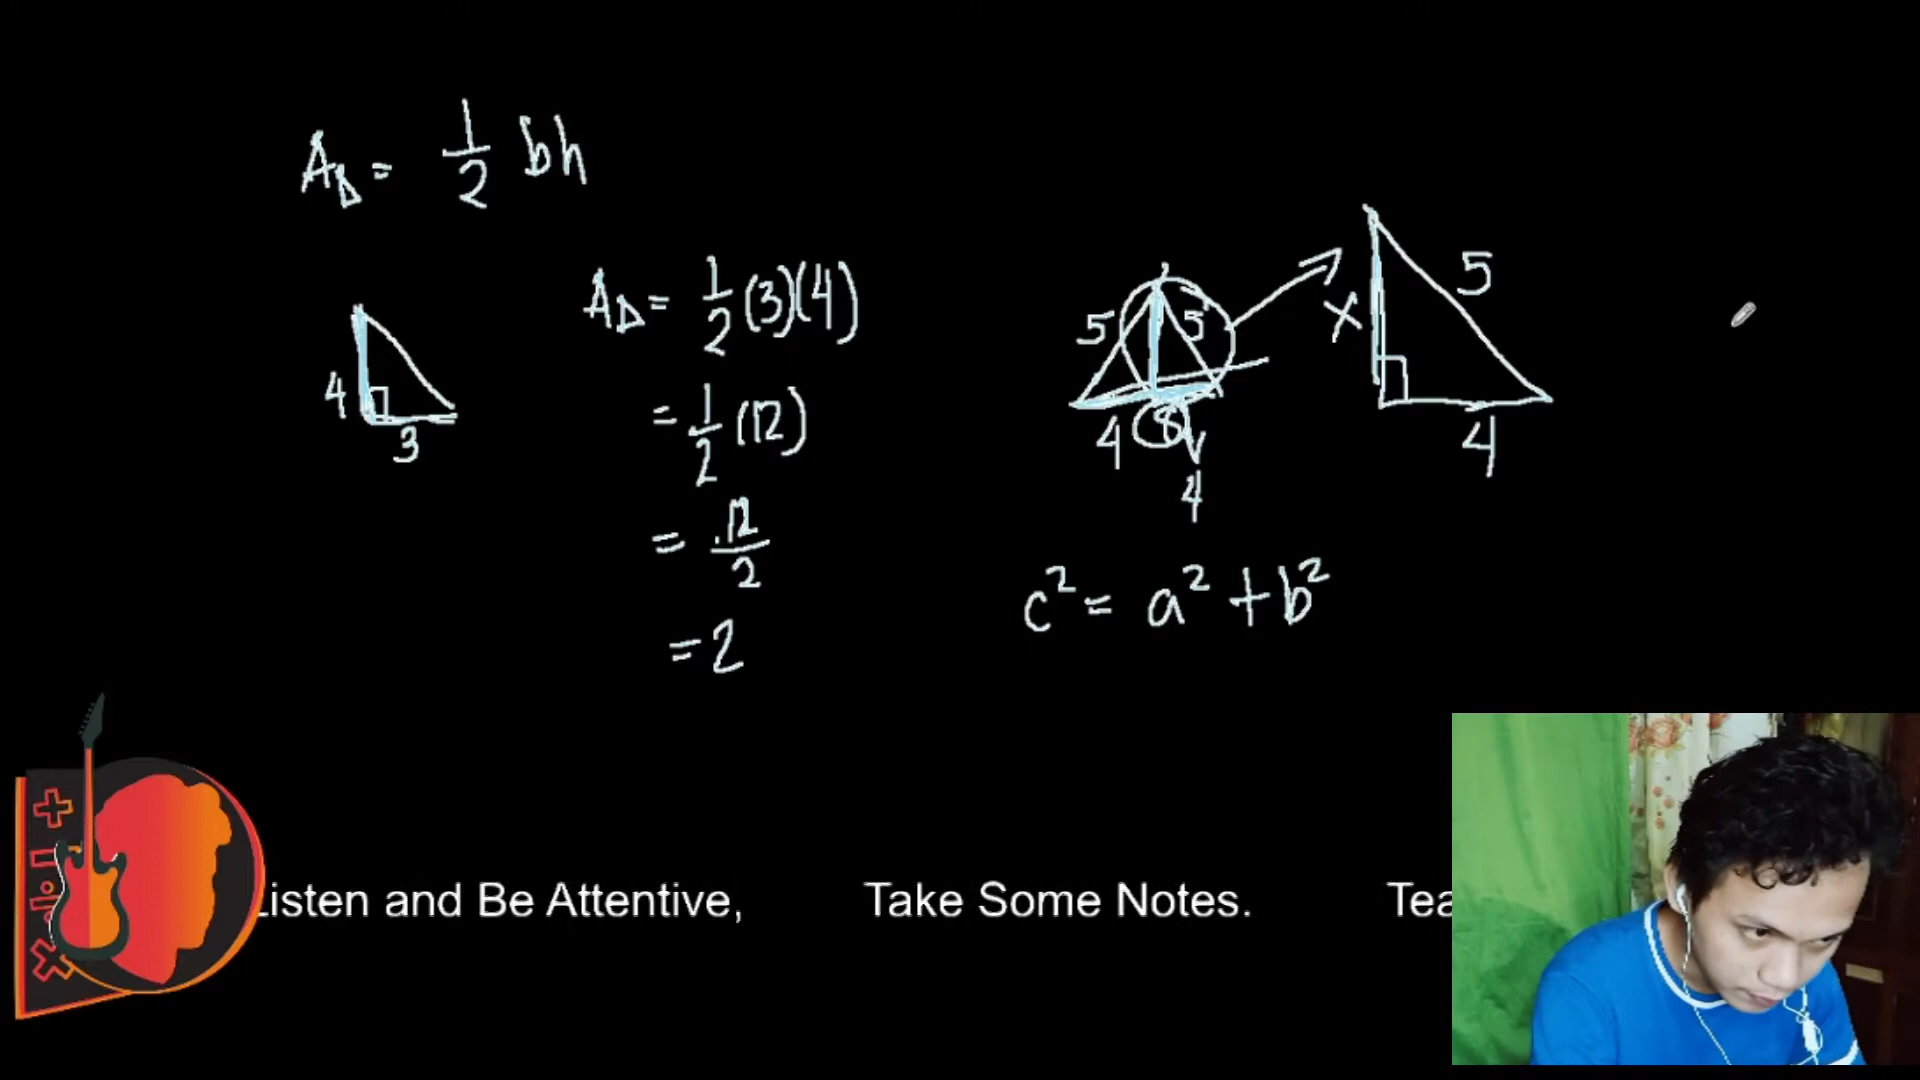 A△ = 1/2 bh
4
3
A△ = 1/2 (3)(4)
= 1/2 (12)
= 12/2
= 2
5
5
4
8
4
X
5
4
c² = a² + b²
+
-
÷
×
Listen and Be Attentive, Take Some Notes. Tea